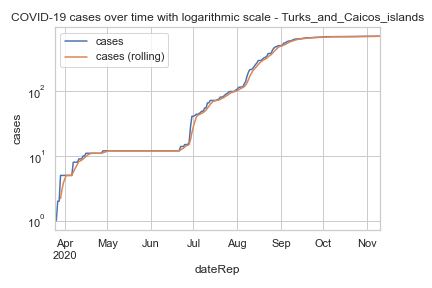 COVID-19 cases over time with logarithmic scale - Turks_and_Caicos_islands
cases
cases (rolling)
cases
10²
10¹
10⁰
Apr May Jun Jul Aug Sep Oct Nov
2020
dateRep